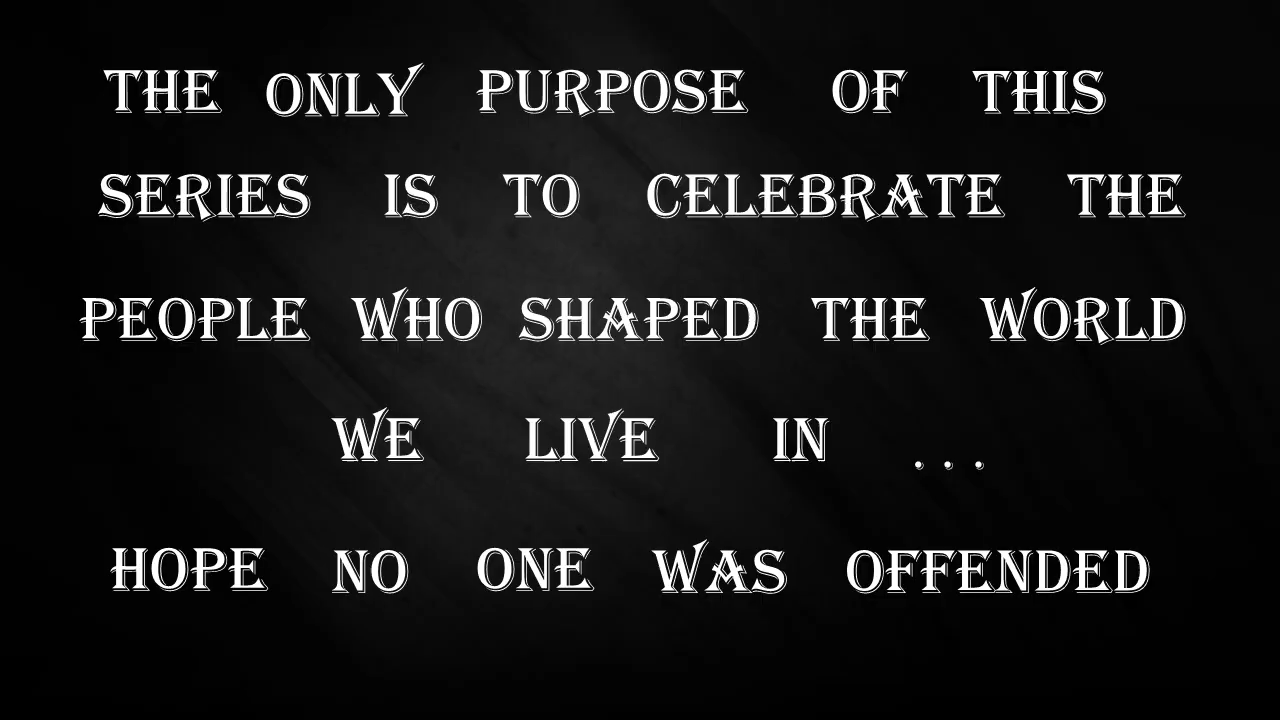 THE ONLY PURPOSE OF THIS
SERIES IS TO CELEBRATE THE
PEOPLE WHO SHAPED THE WORLD
WE LIVE IN ...
HOPE NO ONE WAS OFFENDED